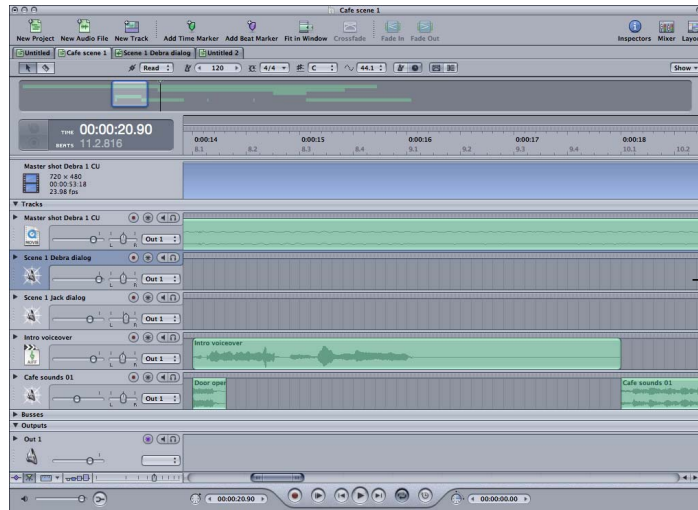 Cafe scene 1
New Project New Audio File New Track Add Time Marker Add Beat Marker Fit in Window Crossfade Fade In Fade Out Inspectors Mixer Layou
Untitled Cafe scene 1 Scene 1 Debra dialog Untitled 2
Read 120 4/4 C 44.1 Show
TIME 00:00:20.90
BEATS 11.2.816
0:00:14 0:00:15 0:00:16 0:00:17 0:00:18
8.1 8.2 8.3 8.4 9.1 9.2 9.3 9.4 10.1 10.2
Master shot Debra 1 CU
720 × 480
00:00:53:18
23.98 fps
Tracks
Master shot Debra 1 CU
L R Out 1
Scene 1 Debra dialog
L R Out 1
Scene 1 Jack dialog
L R Out 1
Intro voiceover
L R Out 1
Intro voiceover
Cafe sounds 01
L R Out 1
Door open
Cafe sounds 01
Busses
Outputs
Out 1
00:00:20.90 00:00:00.00